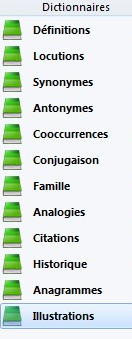 Dictionnaires
Définitions
Locutions
Synonymes
Antonymes
Cooccurrences
Conjugaison
Famille
Analogies
Citations
Historique
Anagrammes
Illustrations